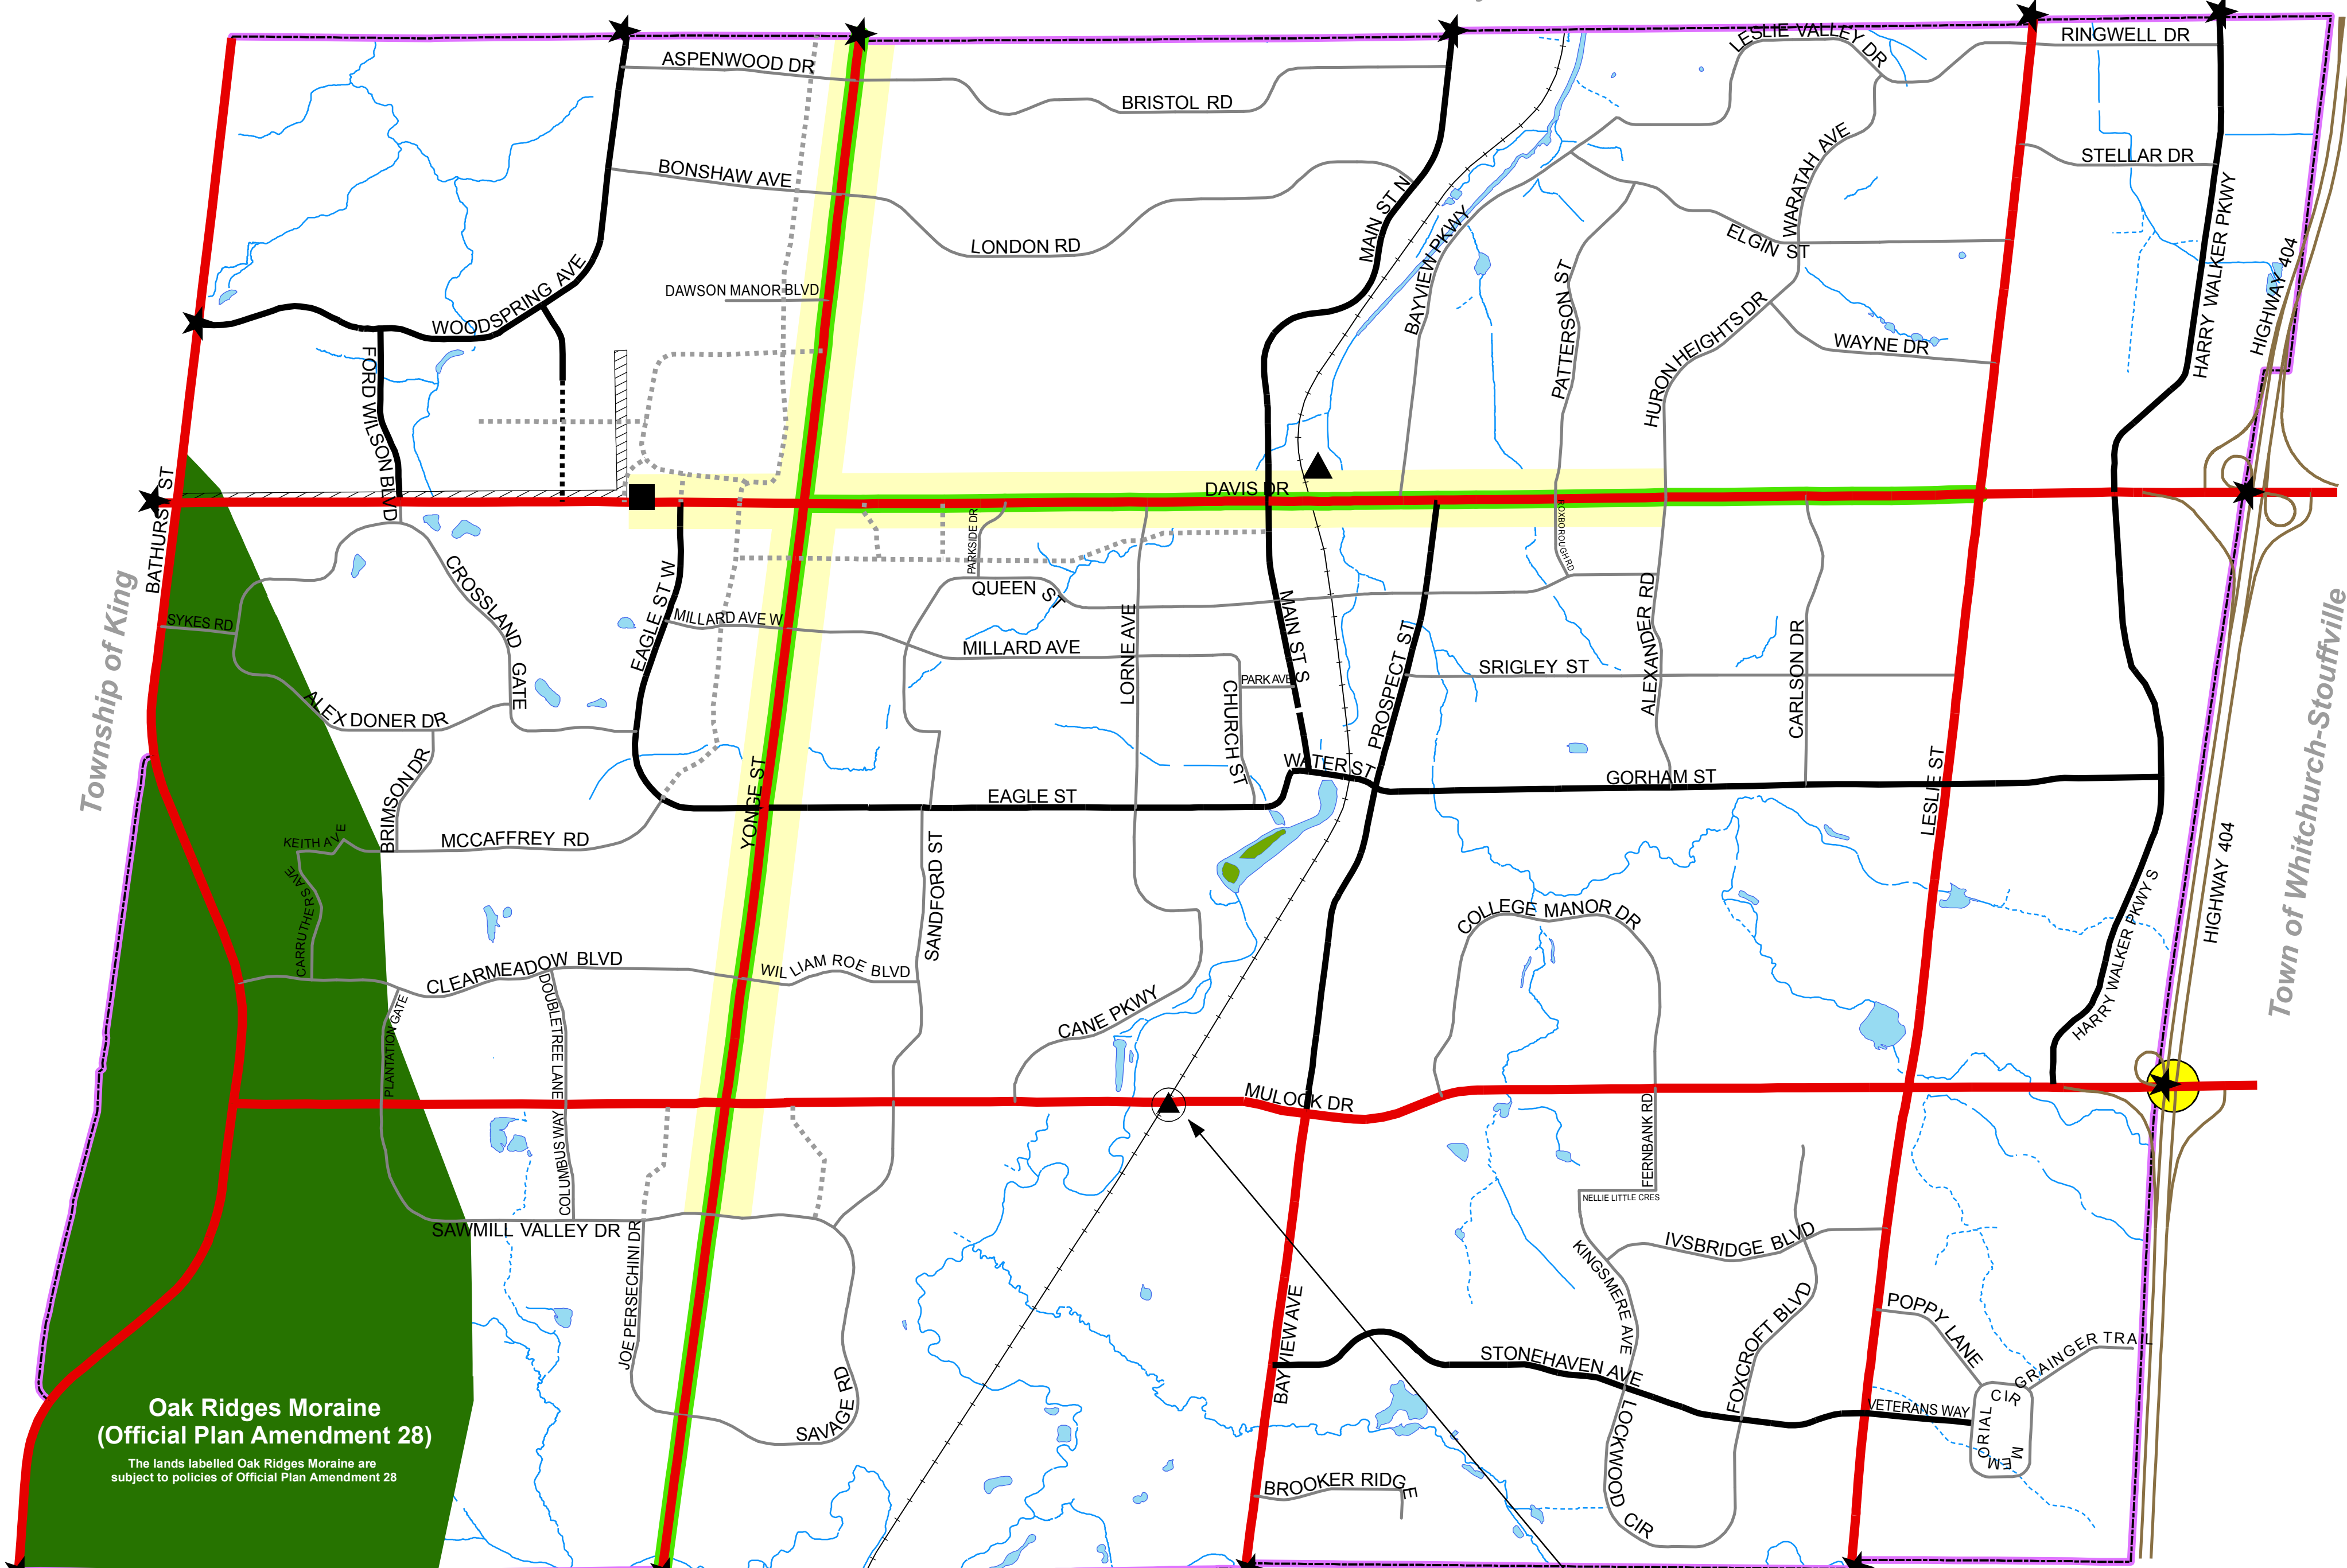 LESLIE VALLEY DR
RINGWELL DR
ASPENWOOD DR
BRISTOL RD
BONSHAW AVE
WARATAH AVE
STELLAR DR
MAIN ST N
BAYVIEW PKWY
LONDON RD
ELGIN ST
HARRY WALKER PKWY
HIGHWAY 404
DAWSON MANOR BLVD
WOODSPRING AVE
PATTERSON ST
HURON HEIGHTS DR
WAYNE DR
FORD WILSON BLVD
BATHURST ST
DAVIS DR
PARKSIDE DR
ROXBOROUGH RD
Township of King
CROSSLAND GATE
EAGLE ST W
QUEEN ST
SYKES RD
MILLARD AVE W
MILLARD AVE
LORNE AVE
MAIN ST S
PROSPECT ST
ALEXANDER RD
CARLSON DR
SRIGLEY ST
PARK AVE
CHURCH ST
ALEX DONER DR
BRIMSON DR
Town of Whitchurch-Stouffville
YONGE ST
WATER ST
GORHAM ST
LESLIE ST
EAGLE ST
KEITH AVE
MCCAFFREY RD
CARRUTHERS AVE
SANDFORD ST
HIGHWAY 404
HARRY WALKER PKWY S
COLLEGE MANOR DR
CLEARMEADOW BLVD
WILLIAM ROE BLVD
PLANTATION GATE
DOUBLETREE LANE
CANE PKWY
MULOCK DR
FERNBANK RD
COLUMBUS WAY
NELLIE LITTLE CRES
SAWMILL VALLEY DR
JOE PERSECHINI DR
KINGSMERE AVE
IVSBRIDGE BLVD
FOXCROFT BLVD
POPPY LANE
GRAINGER TRAIL
BAYVIEW AVE
STONEHAVEN AVE
SAVAGE RD
VETERANS WAY
MEMORIAL CIR
LOCKWOOD CIR
BROOKER RIDGE
Oak Ridges Moraine
(Official Plan Amendment 28)
The lands labelled Oak Ridges Moraine are
subject to policies of Official Plan Amendment 28